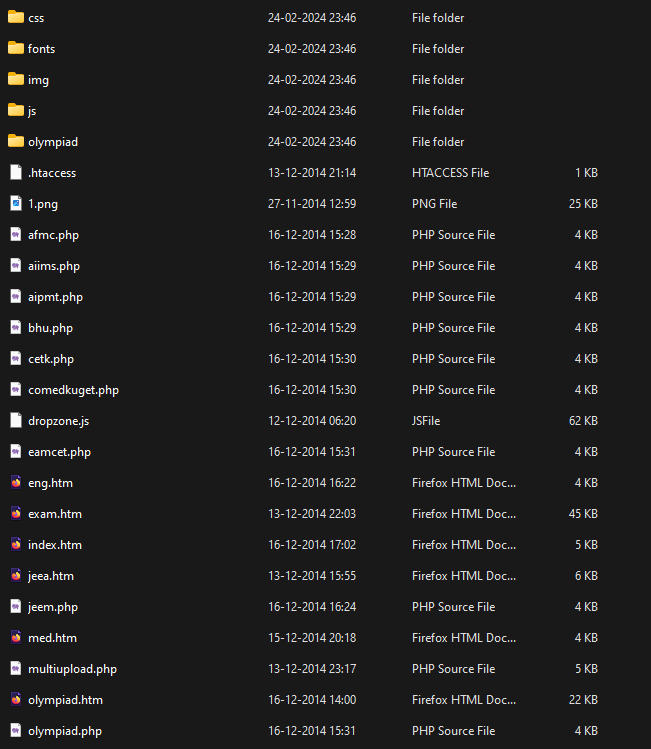 css 24-02-2024 23:46 File folder
fonts 24-02-2024 23:46 File folder
img 24-02-2024 23:46 File folder
js 24-02-2024 23:46 File folder
olympiad 24-02-2024 23:46 File folder
.htaccess 13-12-2014 21:14 HTACCESS File 1 KB
1.png 27-11-2014 12:59 PNG File 25 KB
afmc.php 16-12-2014 15:28 PHP Source File 4 KB
aiims.php 16-12-2014 15:29 PHP Source File 4 KB
aipmt.php 16-12-2014 15:29 PHP Source File 4 KB
bhu.php 16-12-2014 15:29 PHP Source File 4 KB
cetk.php 16-12-2014 15:30 PHP Source File 4 KB
comedkuget.php 16-12-2014 15:30 PHP Source File 4 KB
dropzone.js 12-12-2014 06:20 JSFile 62 KB
eamcet.php 16-12-2014 15:31 PHP Source File 4 KB
eng.htm 16-12-2014 16:22 Firefox HTML Doc... 4 KB
exam.htm 13-12-2014 22:03 Firefox HTML Doc... 45 KB
index.htm 16-12-2014 17:02 Firefox HTML Doc... 5 KB
jeea.htm 13-12-2014 15:55 Firefox HTML Doc... 6 KB
jeem.php 16-12-2014 16:24 PHP Source File 4 KB
med.htm 15-12-2014 20:18 Firefox HTML Doc... 4 KB
multiupload.php 13-12-2014 23:17 PHP Source File 5 KB
olympiad.htm 16-12-2014 14:00 Firefox HTML Doc... 22 KB
olympiad.php 16-12-2014 15:31 PHP Source File 4 KB